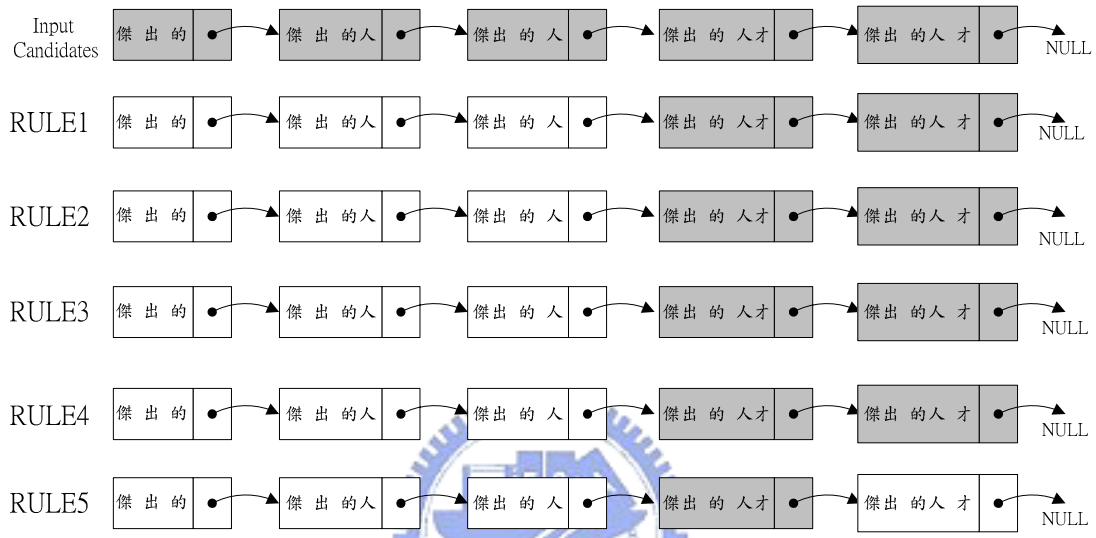 Input Candidates 傑 出 的 傑 出 的人 傑出 的 人 傑出 的 人才 傑出 的人 才 NULL
RULE1 傑 出 的 傑 出 的人 傑出 的 人 傑出 的 人才 傑出 的人 才 NULL
RULE2 傑 出 的 傑 出 的人 傑出 的 人 傑出 的 人才 傑出 的人 才 NULL
RULE3 傑 出 的 傑 出 的人 傑出 的 人 傑出 的 人才 傑出 的人 才 NULL
RULE4 傑 出 的 傑 出 的人 傑出 的 人 傑出 的 人才 傑出 的人 才 NULL
RULE5 傑 出 的 傑 出 的人 傑出 的 人 傑出 的 人才 傑出 的人 才 NULL